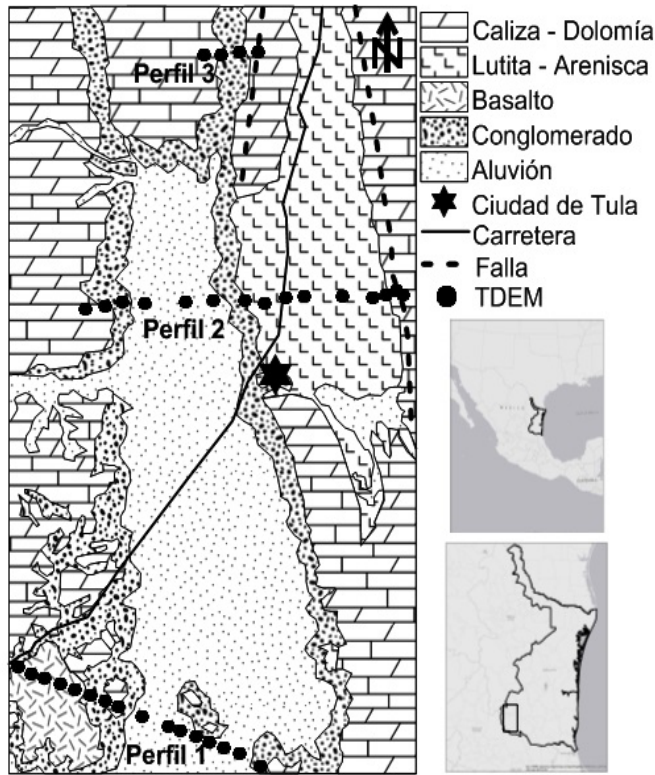 Perfil 3
N
Perfil 2
Perfil 1
Caliza - Dolomía
Lutita - Arenisca
Basalto
Conglomerado
Aluvión
Ciudad de Tula
Carretera
Falla
TDEM